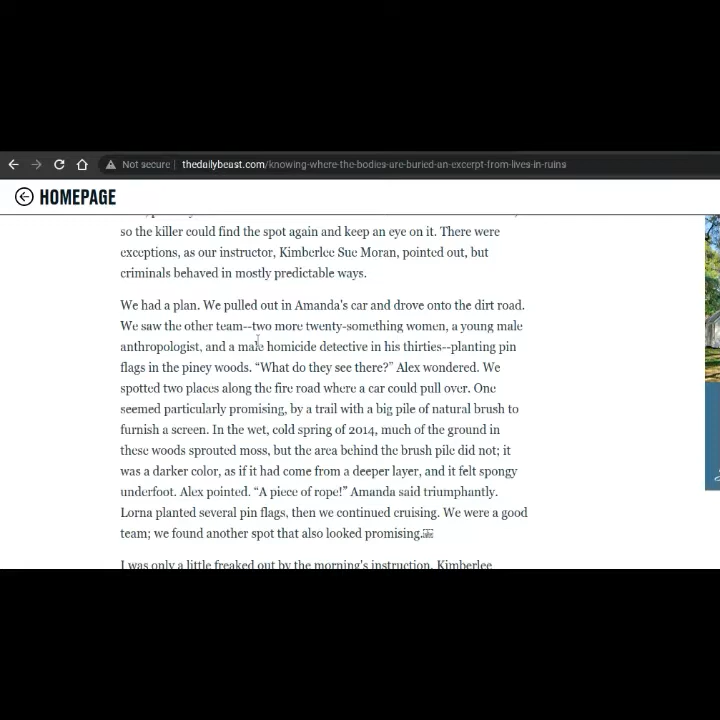 Not secure | thedailybeast.com/knowing-where-the-bodies-are-buried-an-excerpt-from-lives-in-ruins
HOMEPAGE
so the killer could find the spot again and keep an eye on it. There were
exceptions, as our instructor, Kimberlee Sue Moran, pointed out, but
criminals behaved in mostly predictable ways.
We had a plan. We pulled out in Amanda's car and drove onto the dirt road.
We saw the other team--two more twenty-something women, a young male
anthropologist, and a male homicide detective in his thirties--planting pin
flags in the piney woods. “What do they see there?” Alex wondered. We
spotted two places along the fire road where a car could pull over. One
seemed particularly promising, by a trail with a big pile of natural brush to
furnish a screen. In the wet, cold spring of 2014, much of the ground in
these woods sprouted moss, but the area behind the brush pile did not; it
was a darker color, as if it had come from a deeper layer, and it felt spongy
underfoot. Alex pointed. “A piece of rope!” Amanda said triumphantly.
Lorna planted several pin flags, then we continued cruising. We were a good
team; we found another spot that also looked promising.
I was only a little freaked out by the morning's instruction. Kimberlee